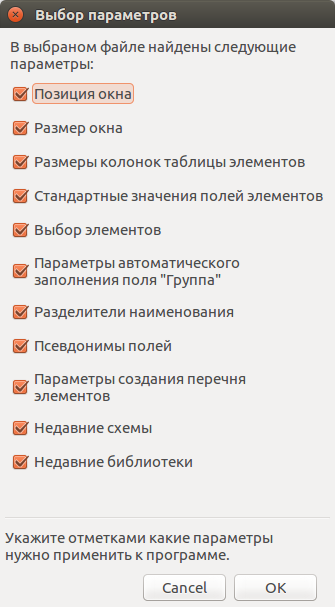 Выбор параметров
В выбраном файле найдены следующие
параметры:
Позиция окна
Размер окна
Размеры колонок таблицы элементов
Стандартные значения полей элементов
Выбор элементов
Параметры автоматического
заполнения поля "Группа"
Разделители наименования
Псевдонимы полей
Параметры создания перечня
элементов
Недавние схемы
Недавние библиотеки
Укажите отметками какие параметры
нужно применить к программе.
Cancel OK